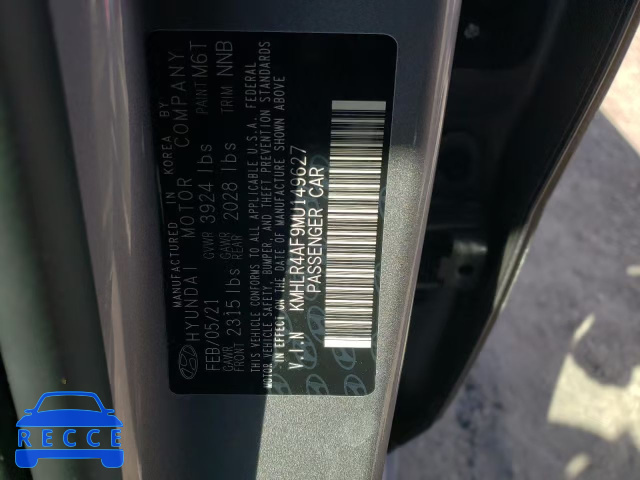 MANUFACTURED IN KOREA BY
HYUNDAI MOTOR COMPANY
FEB/05/21 GVWR 3924 lbs PAINT M6T
GAWR FRONT 2315 lbs GAWR REAR 2028 lbs TRIM NNB
THIS VEHICLE CONFORMS TO ALL APPLICABLE U.S.A. FEDERAL
MOTOR VEHICLE SAFETY, BUMPER, AND THEFT PREVENTION STANDARDS
IN EFFECT ON THE DATE OF MANUFACTURE SHOWN ABOVE
V.I.N KMHLR4AF9MU149627
PASSENGER CAR
RECCE